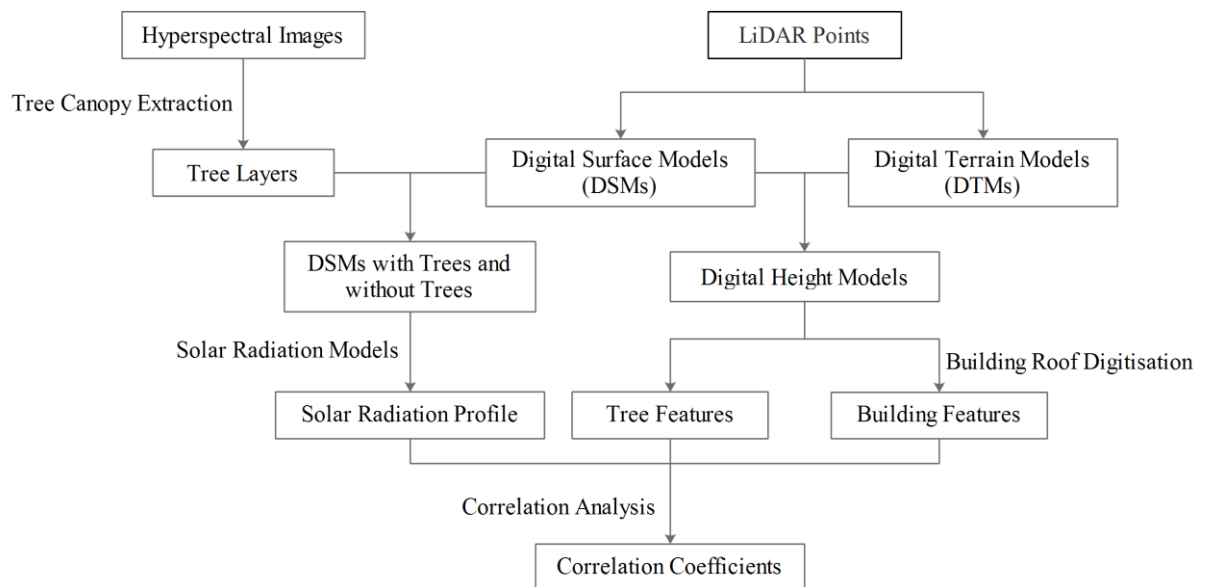 Hyperspectral Images
LiDAR Points
Tree Canopy Extraction
Tree Layers
Digital Surface Models
(DSMs)
Digital Terrain Models
(DTMs)
DSMs with Trees and
without Trees
Digital Height Models
Solar Radiation Models
Building Roof Digitisation
Solar Radiation Profile
Tree Features
Building Features
Correlation Analysis
Correlation Coefficients